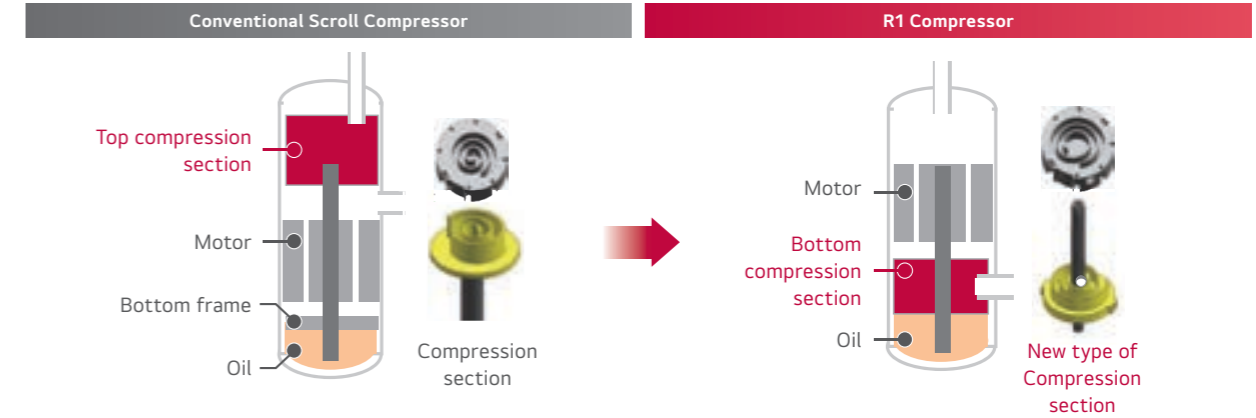 Conventional Scroll Compressor
R1 Compressor
Top compression
section
Motor
Bottom frame
Oil
Compression
section
Motor
Bottom
compression
section
Oil
New type of
Compression
section